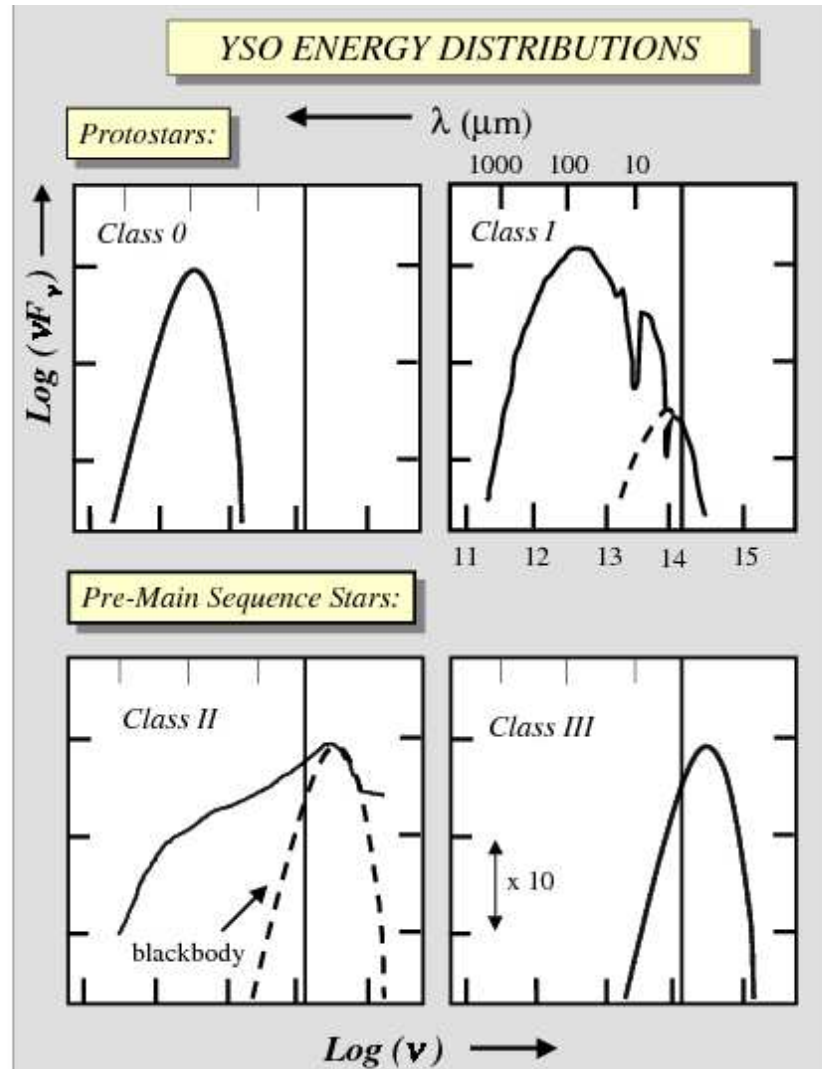 YSO ENERGY DISTRIBUTIONS
Protostars:
λ (μm)
1000 100 10
Class 0
Class I
Log (νFν)
11 12 13 14 15
Pre-Main Sequence Stars:
Class II
Class III
x 10
blackbody
Log (ν)